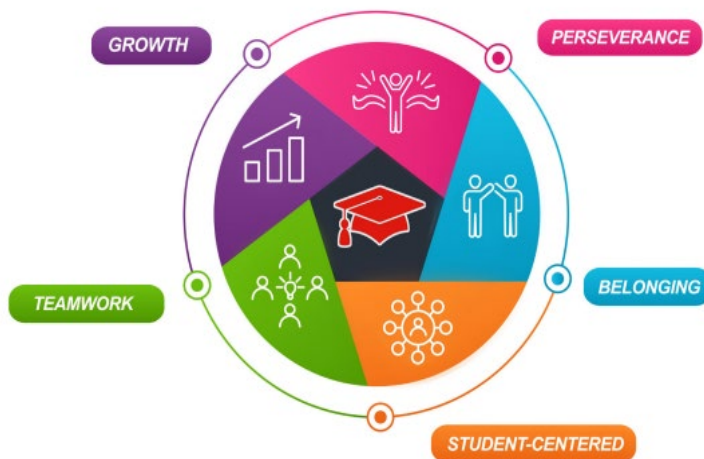 GROWTH
PERSEVERANCE
TEAMWORK
BELONGING
STUDENT-CENTERED